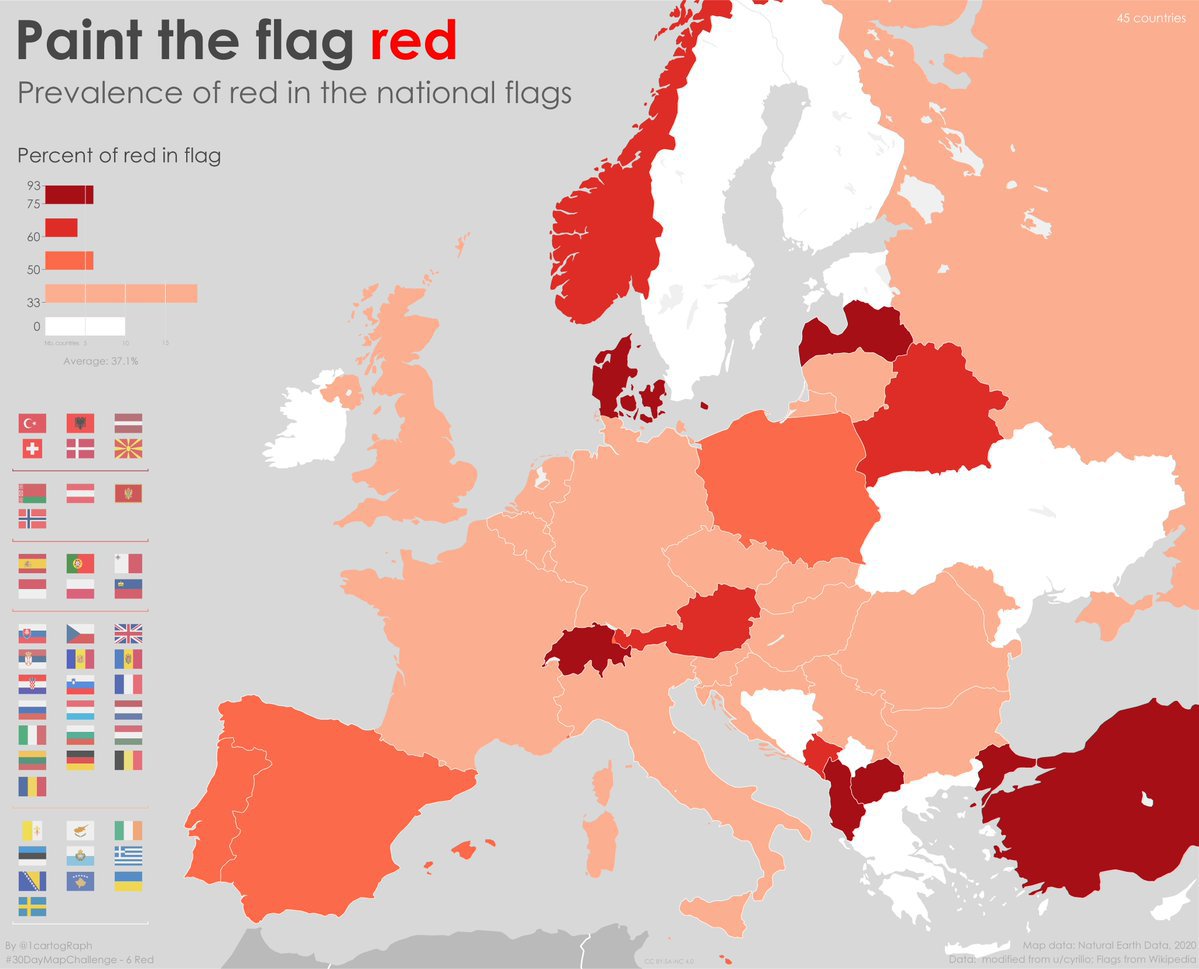 Paint the flag red
45 countries
Prevalence of red in the national flags
Percent of red in flag
93
75
60
50
33
0
Nb. countries 5 10 15
Average: 37.1%
By @1cartogRaph
#30DayMapChallenge - 6 Red
CC BY-SA-NC 4.0
Map data: Natural Earth Data, 2020
Data: modified from u/cyrilio; Flags from Wikipedia